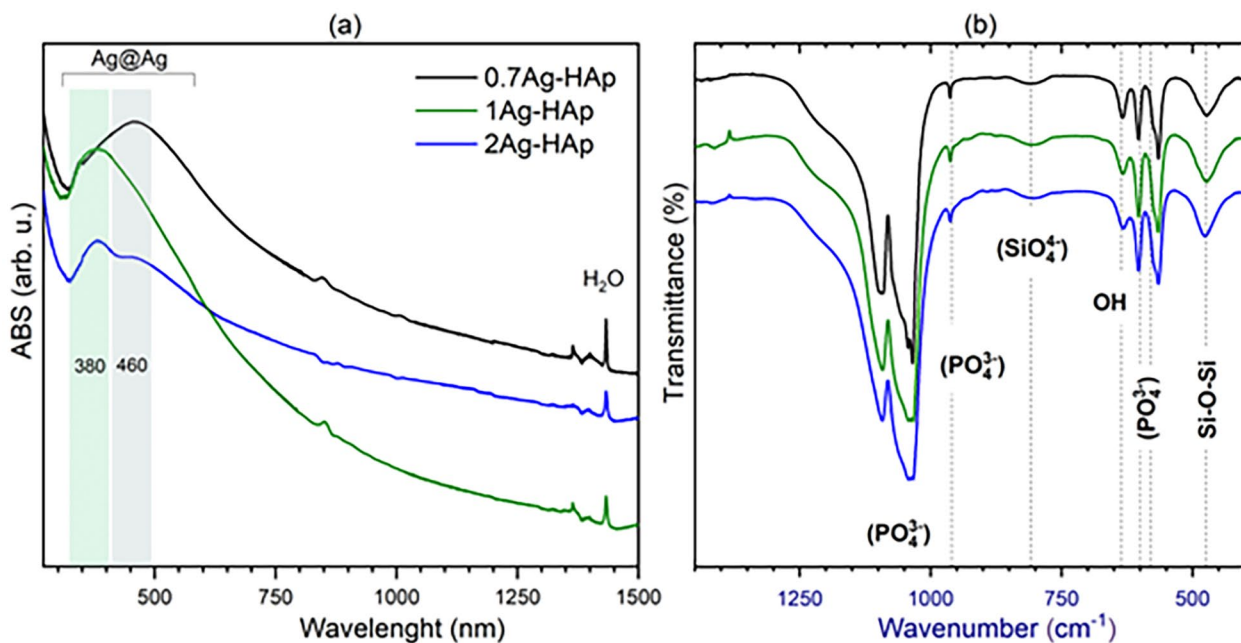 (a)
Ag@Ag
0.7Ag-HAp
1Ag-HAp
2Ag-HAp
H₂O
380
460
ABS (arb. u.)
500
750
1000
1250
1500
Wavelenght (nm)
(b)
Transmittance (%)
(SiO₄⁴⁻)
OH
(PO₄³⁻)
(PO₄³⁻)
Si-O-Si
(PO₄³⁻)
1250
1000
750
500
Wavenumber (cm⁻¹)